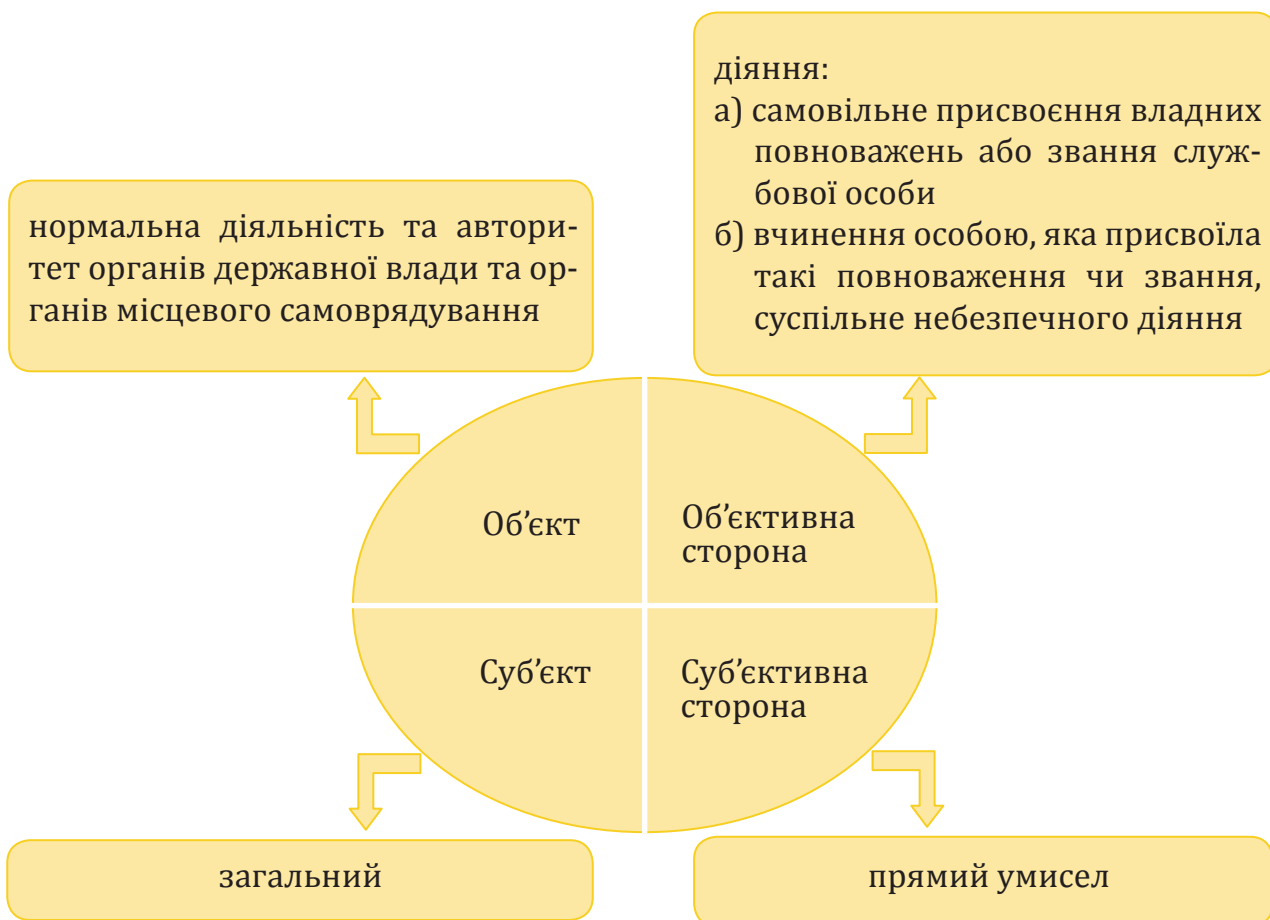 нормальна діяльність та автори-
тет органів державної влади та ор-
ганів місцевого самоврядування
діяння:
а) самовільне присвоєння владних
повноважень або звання служ-
бової особи
б) вчинення особою, яка присвоїла
такі повноваження чи звання,
суспільне небезпечного діяння
Об’єкт
Об’єктивна
сторона
Суб’єкт
Суб’єктивна
сторона
загальний
прямий умисел